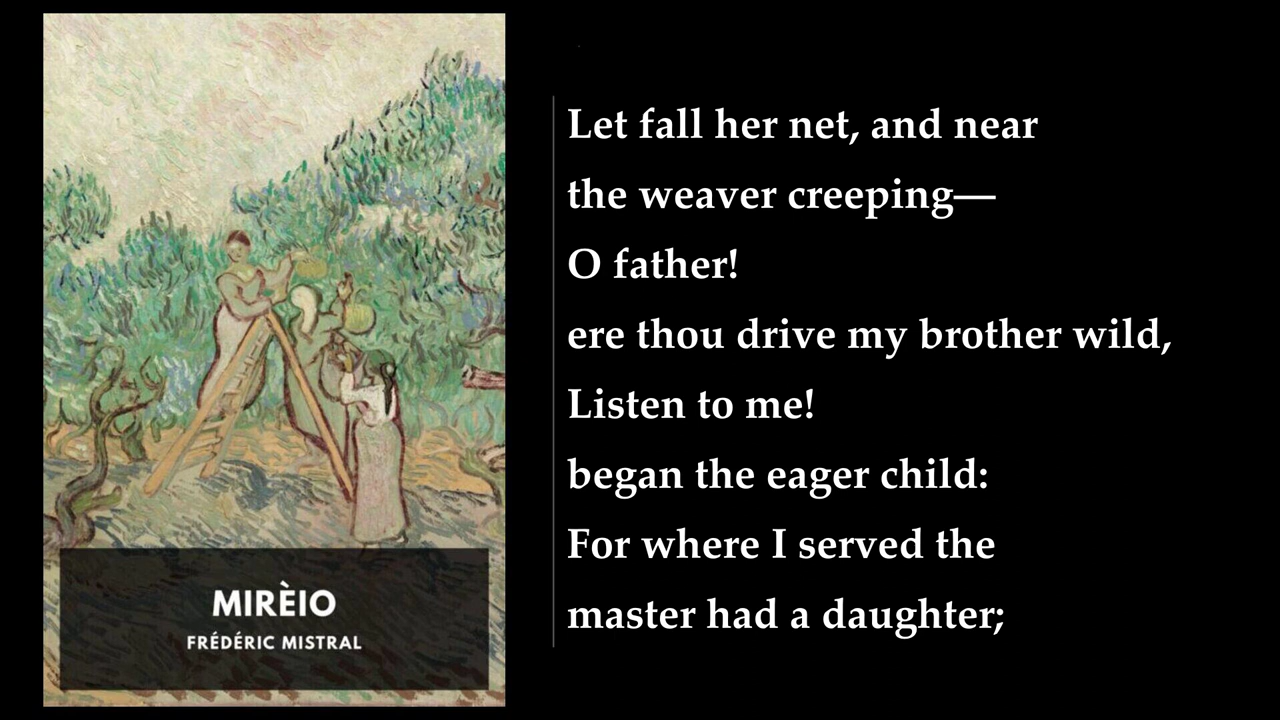 MIRÈIO
FRÉDÉRIC MISTRAL
Let fall her net, and near
the weaver creeping—
O father!
ere thou drive my brother wild,
Listen to me!
began the eager child:
For where I served the
master had a daughter;